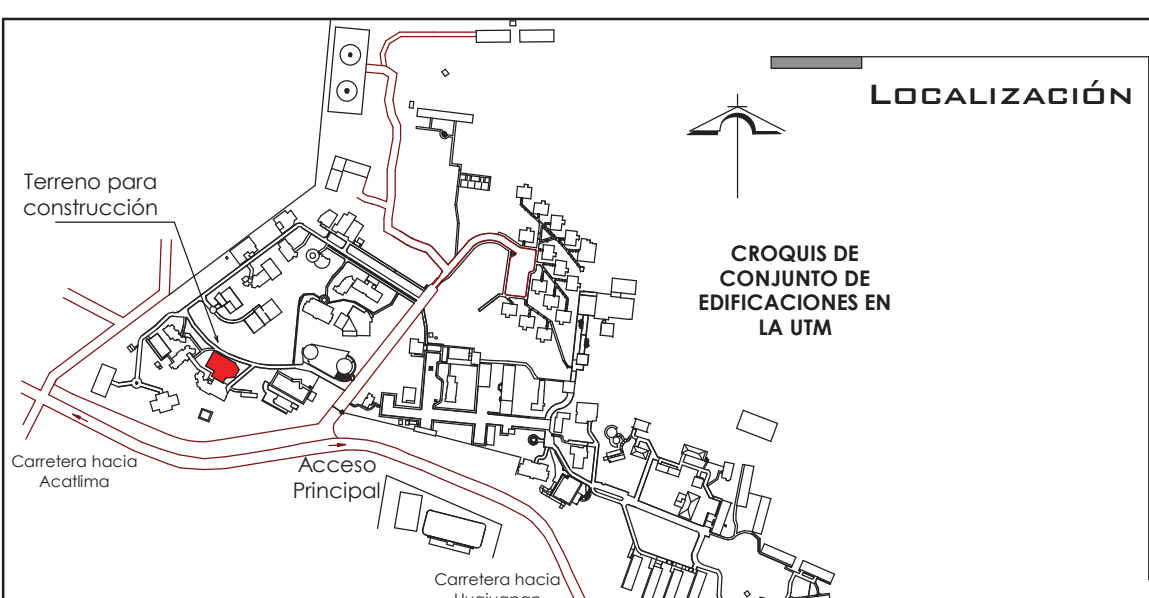 LOCALIZACIÓN
Terreno para
construcción
CROQUIS DE
CONJUNTO DE
EDIFICACIONES EN
LA UTM
Carretera hacia
Acatlima
Acceso
Principal
Carretera hacia
Huajuapan